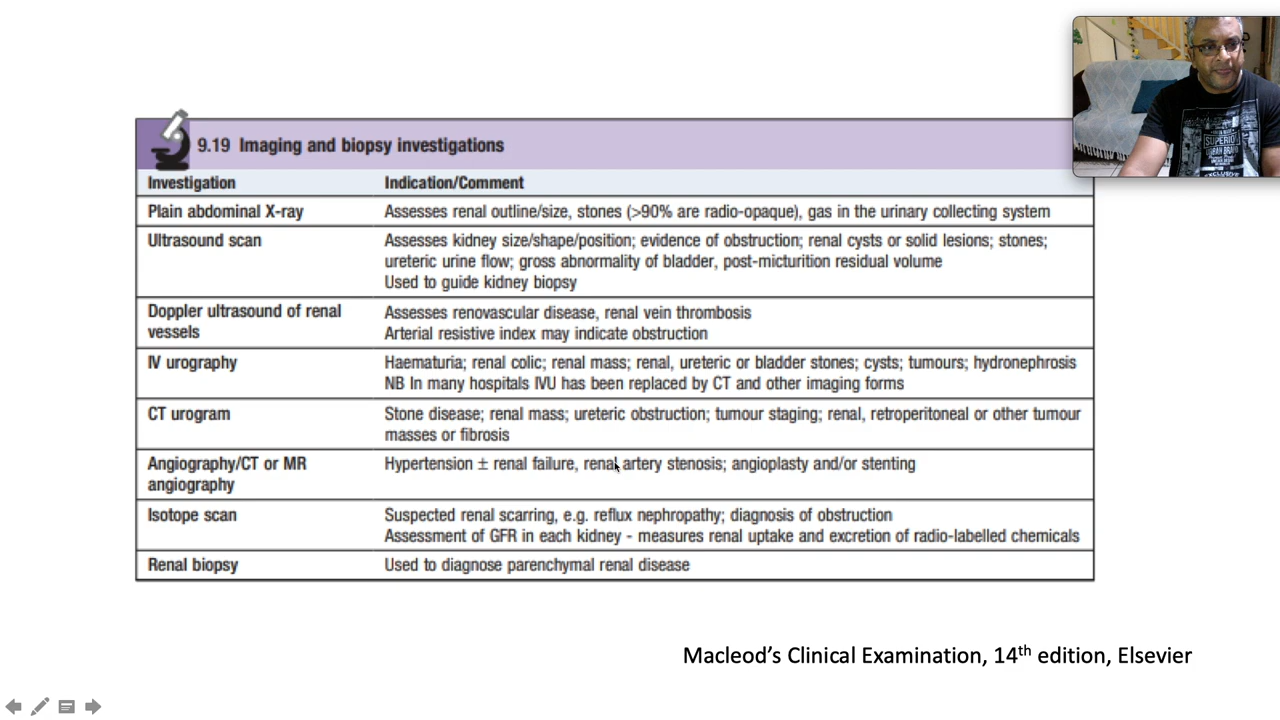 9.19 Imaging and biopsy investigations
Investigation Indication/Comment
Plain abdominal X-ray Assesses renal outline/size, stones (>90% are radio-opaque), gas in the urinary collecting system
Ultrasound scan Assesses kidney size/shape/position; evidence of obstruction; renal cysts or solid lesions; stones;
ureteric urine flow; gross abnormality of bladder, post-micturition residual volume
Used to guide kidney biopsy
Doppler ultrasound of renal
vessels
Assesses renovascular disease, renal vein thrombosis
Arterial resistive index may indicate obstruction
IV urography Haematuria; renal colic; renal mass; renal, ureteric or bladder stones; cysts; tumours; hydronephrosis
NB In many hospitals IVU has been replaced by CT and other imaging forms
CT urogram Stone disease; renal mass; ureteric obstruction; tumour staging; renal, retroperitoneal or other tumour
masses or fibrosis
Angiography/CT or MR
angiography
Hypertension ± renal failure, renal artery stenosis; angioplasty and/or stenting
Isotope scan Suspected renal scarring, e.g. reflux nephropathy; diagnosis of obstruction
Assessment of GFR in each kidney - measures renal uptake and excretion of radio-labelled chemicals
Renal biopsy Used to diagnose parenchymal renal disease
Macleod's Clinical Examination, 14th edition, Elsevier
SUPERIOR
URBAN BRAND